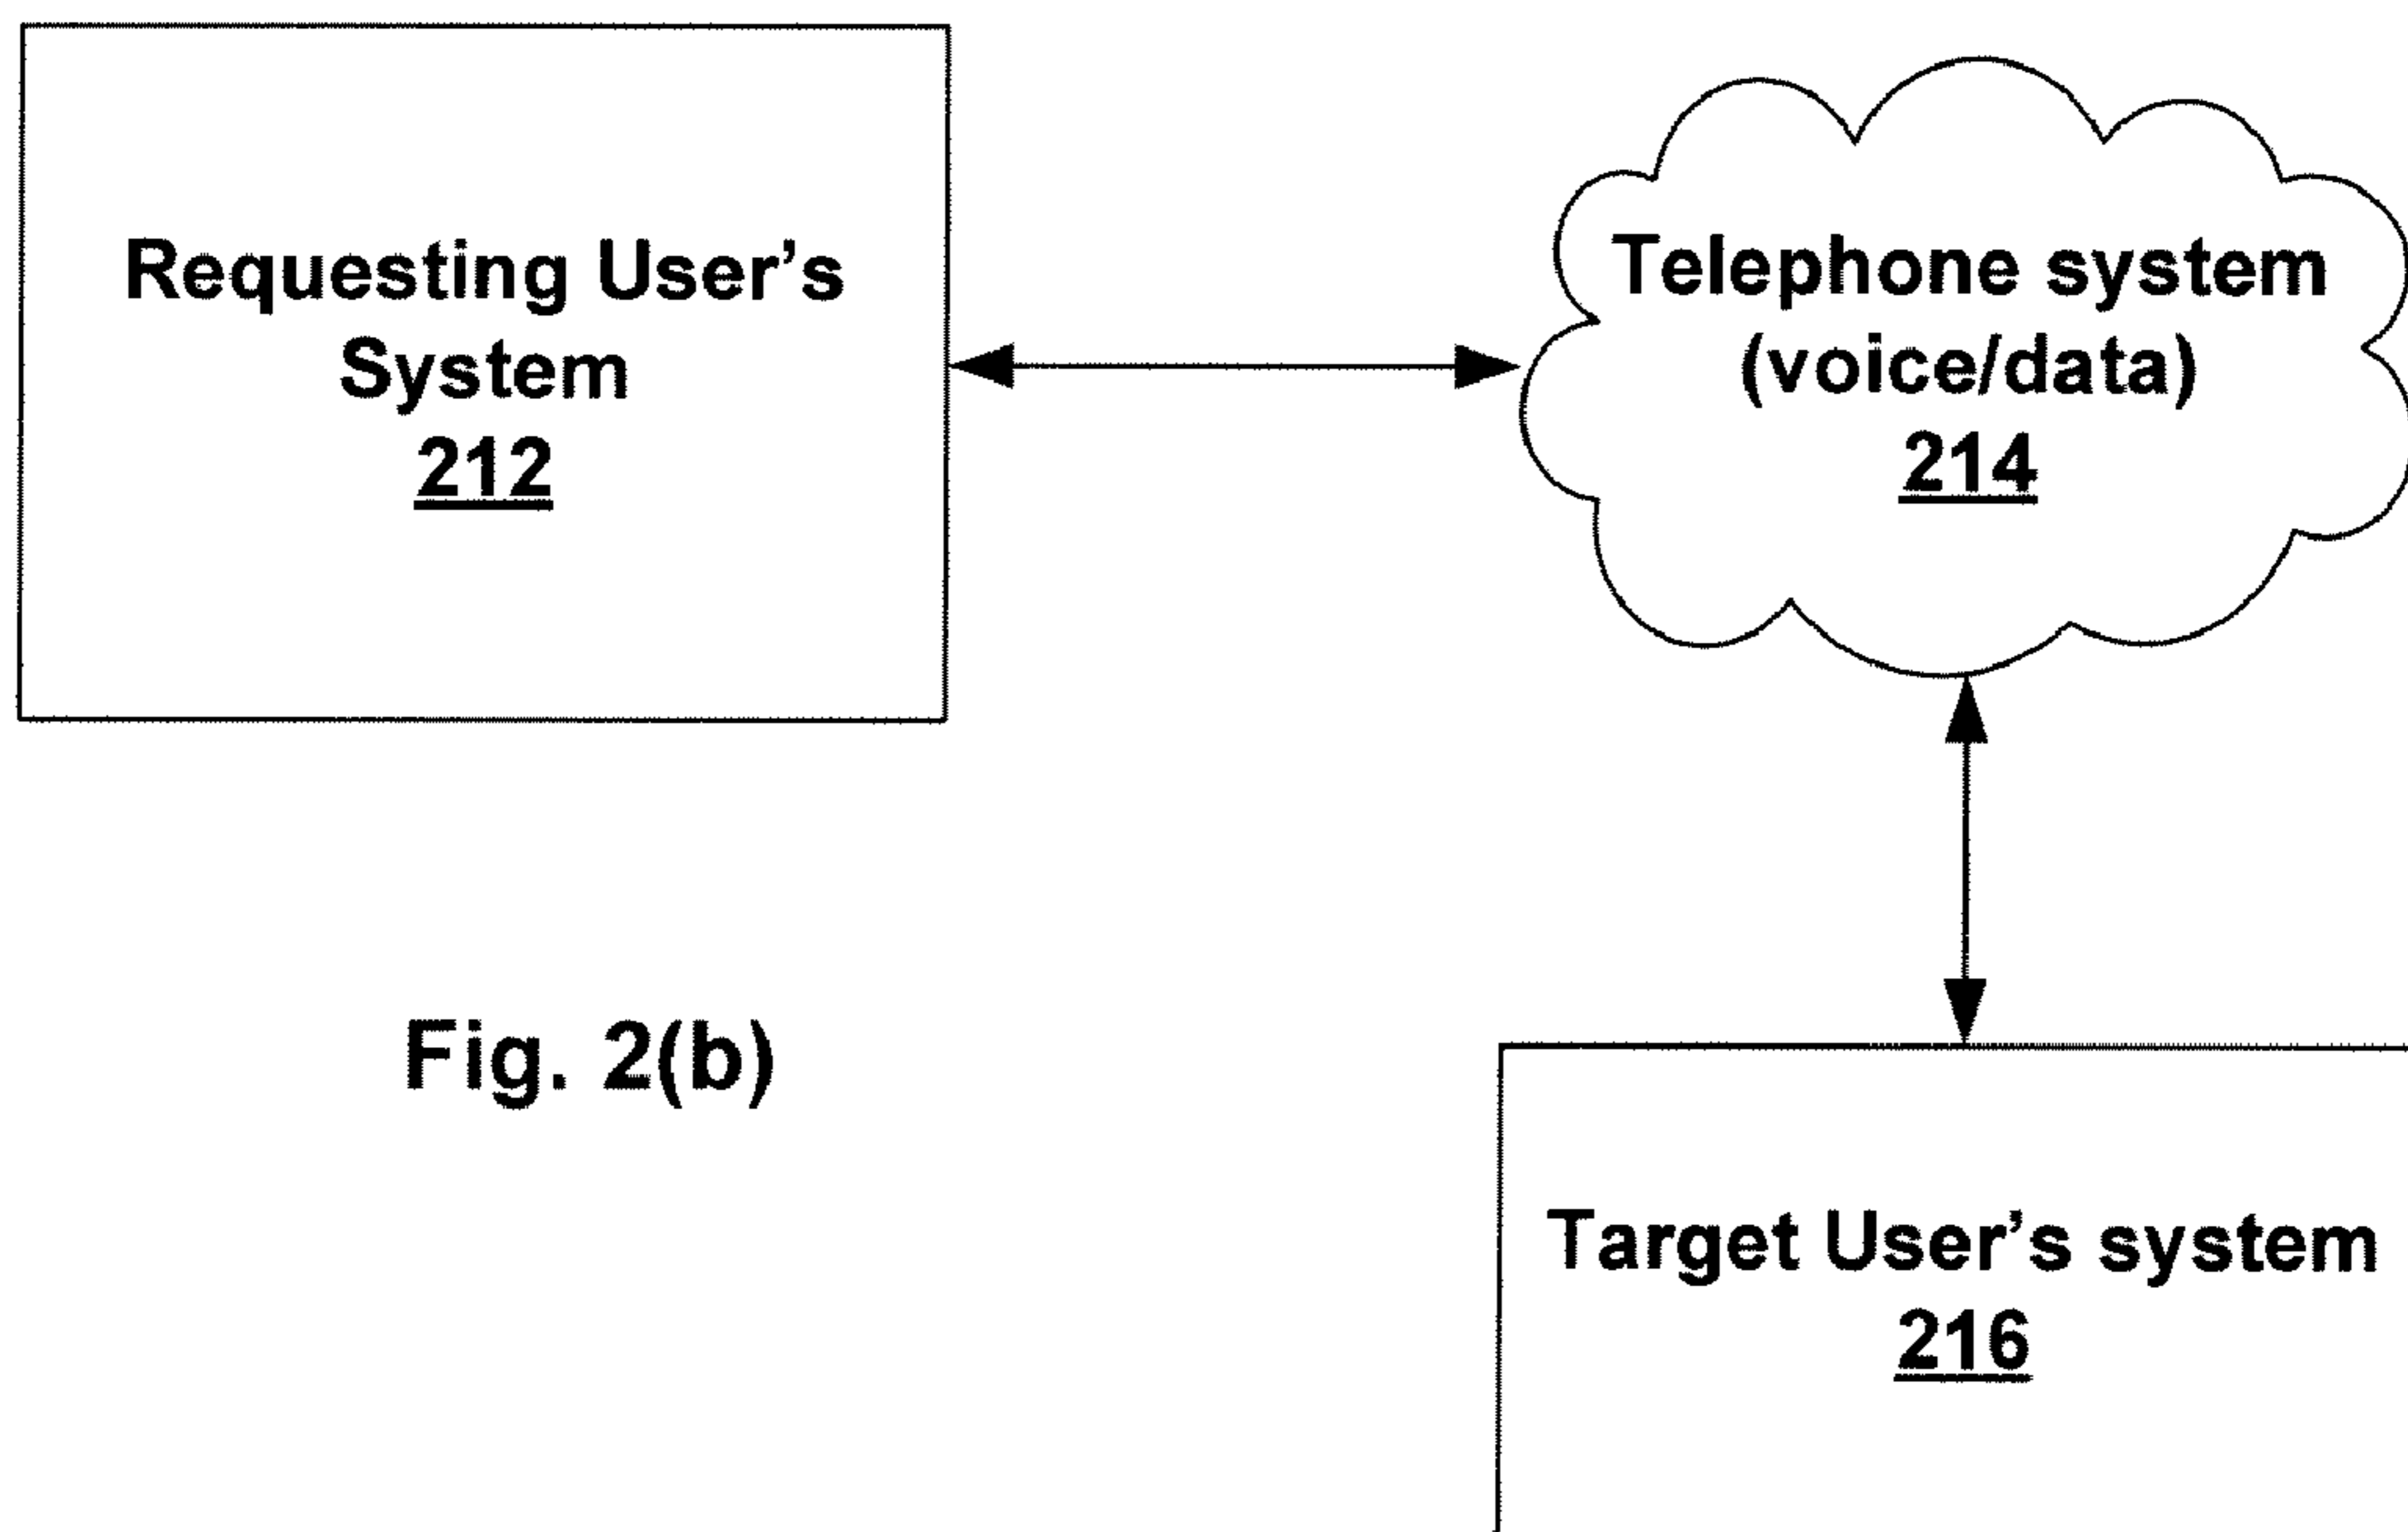 Requesting User's
System
212
Telephone system
(voice/data)
214
Fig. 2(b)
Target User's system
216